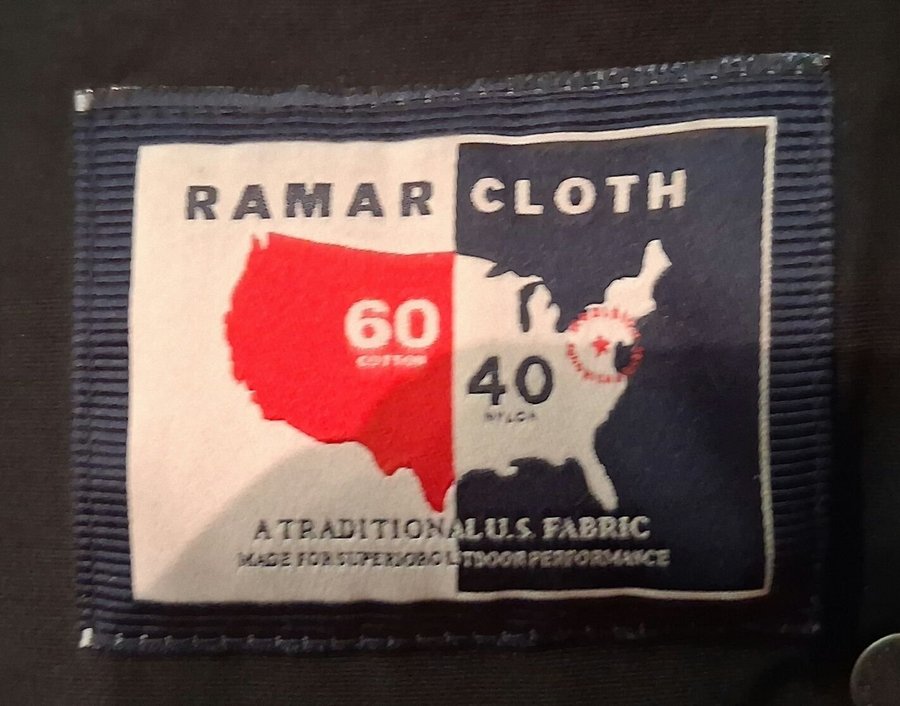 RAMAR CLOTH
60
COTTON
40
NYLON
A TRADITIONAL U.S. FABRIC
MADE FOR SUPERIOR OUTDOOR PERFORMANCE